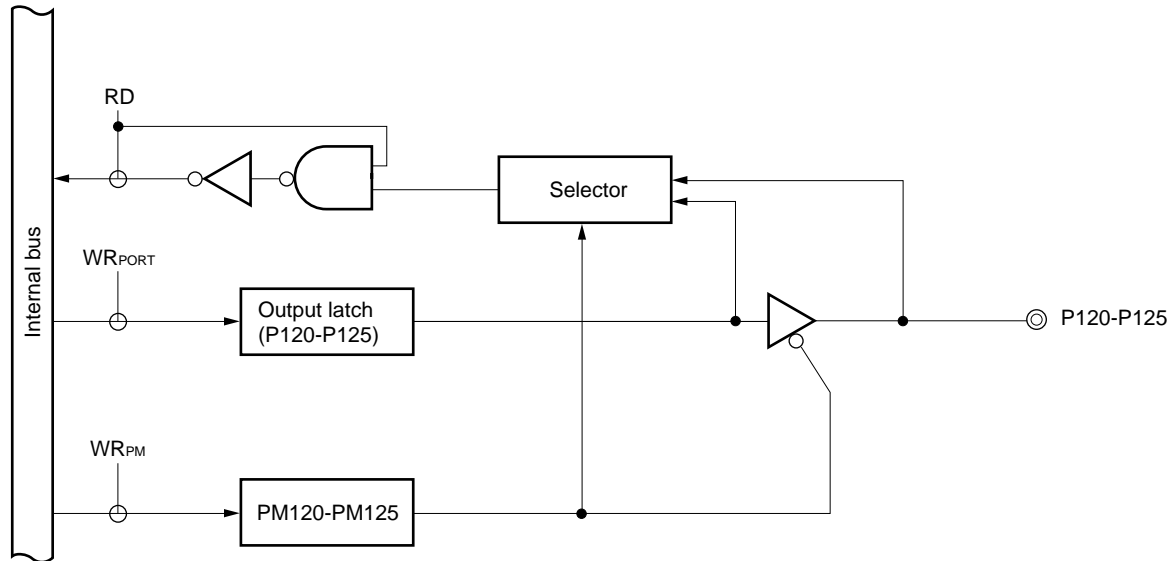 RD
Selector
Internal bus
WRPORT
Output latch
(P120-P125)
P120-P125
WRPM
PM120-PM125